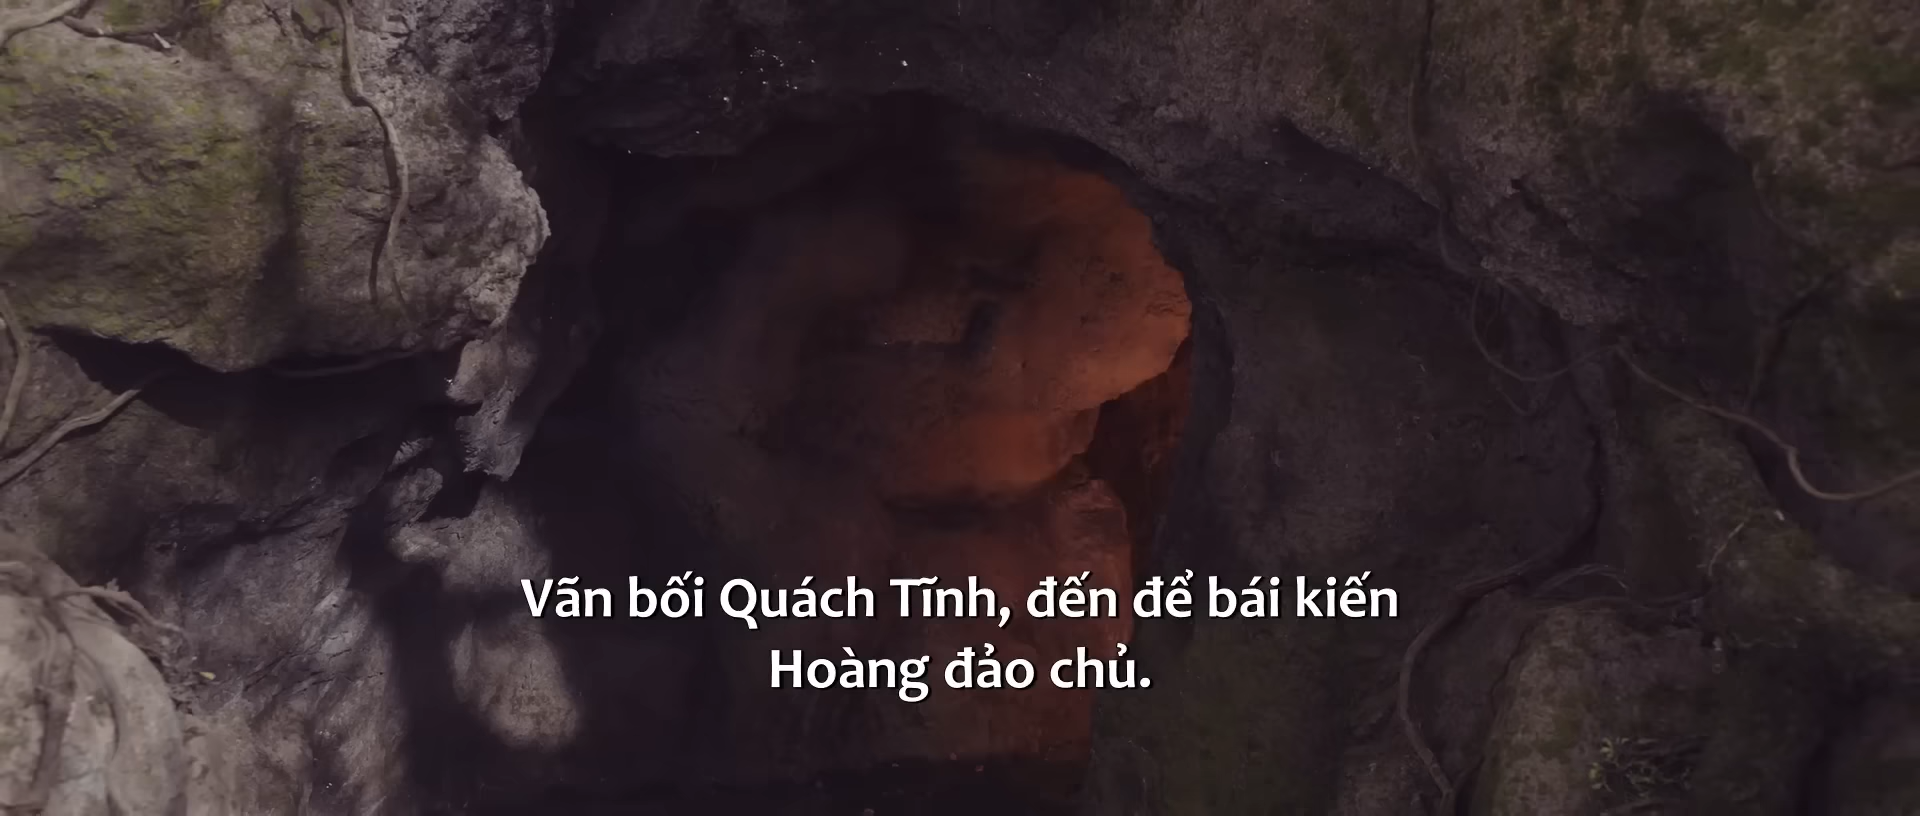 Vãn bối Quách Tĩnh, đến để bái kiến
Hoàng đảo chủ.